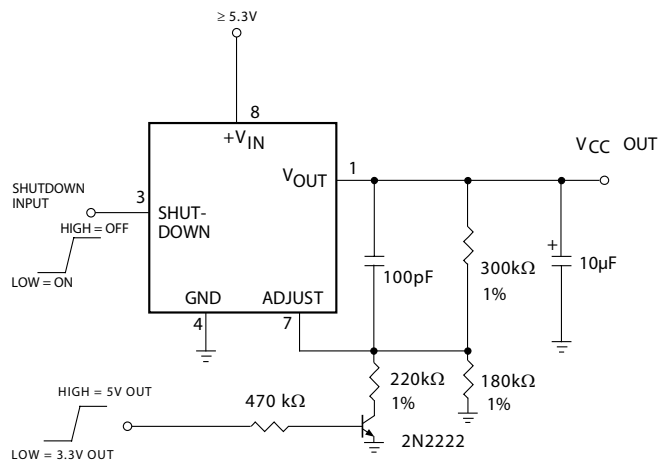 ≥ 5.3V
8
+VIN
VOUT
1
VCC OUT
SHUTDOWN
INPUT
3
SHUT-
DOWN
HIGH = OFF
LOW = ON
GND
ADJUST
4
7
100pF
300kΩ
1%
+
10µF
220kΩ
1%
180kΩ
1%
HIGH = 5V OUT
470 kΩ
LOW = 3.3V OUT
2N2222